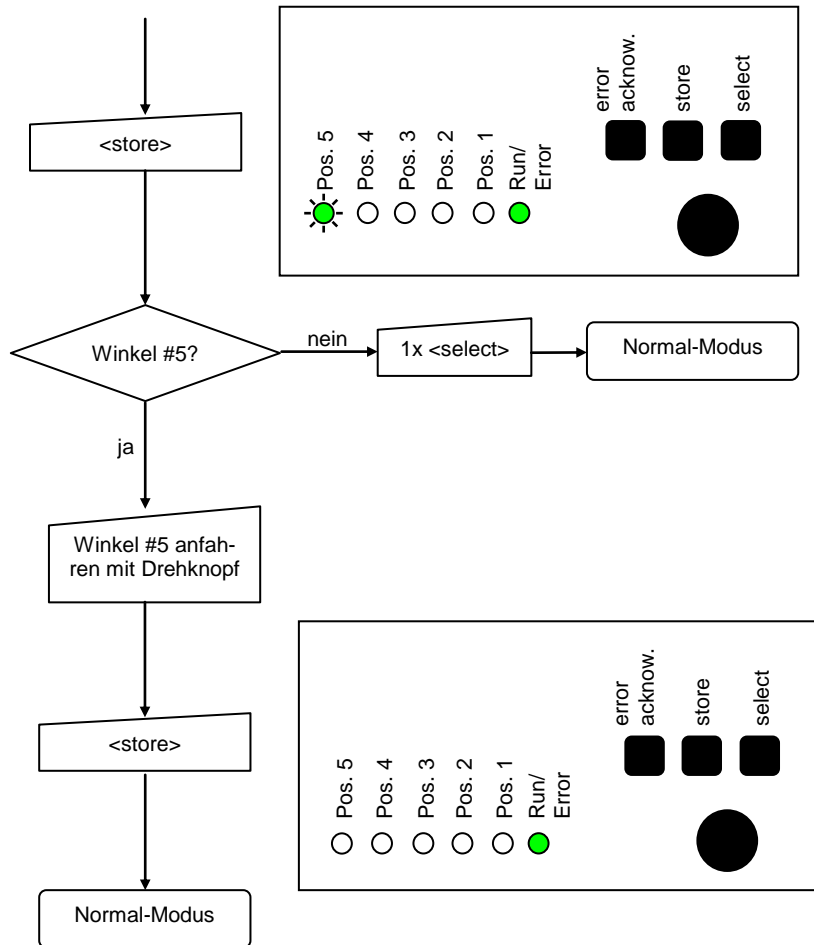 <store>
Pos. 5
Pos. 4
Pos. 3
Pos. 2
Pos. 1
Run/
Error
error
acknow.
store
select
Winkel #5?
nein
1x <select>
Normal-Modus
ja
Winkel #5 anfah-
ren mit Drehknopf
<store>
Pos. 5
Pos. 4
Pos. 3
Pos. 2
Pos. 1
Run/
Error
error
acknow.
store
select
Normal-Modus